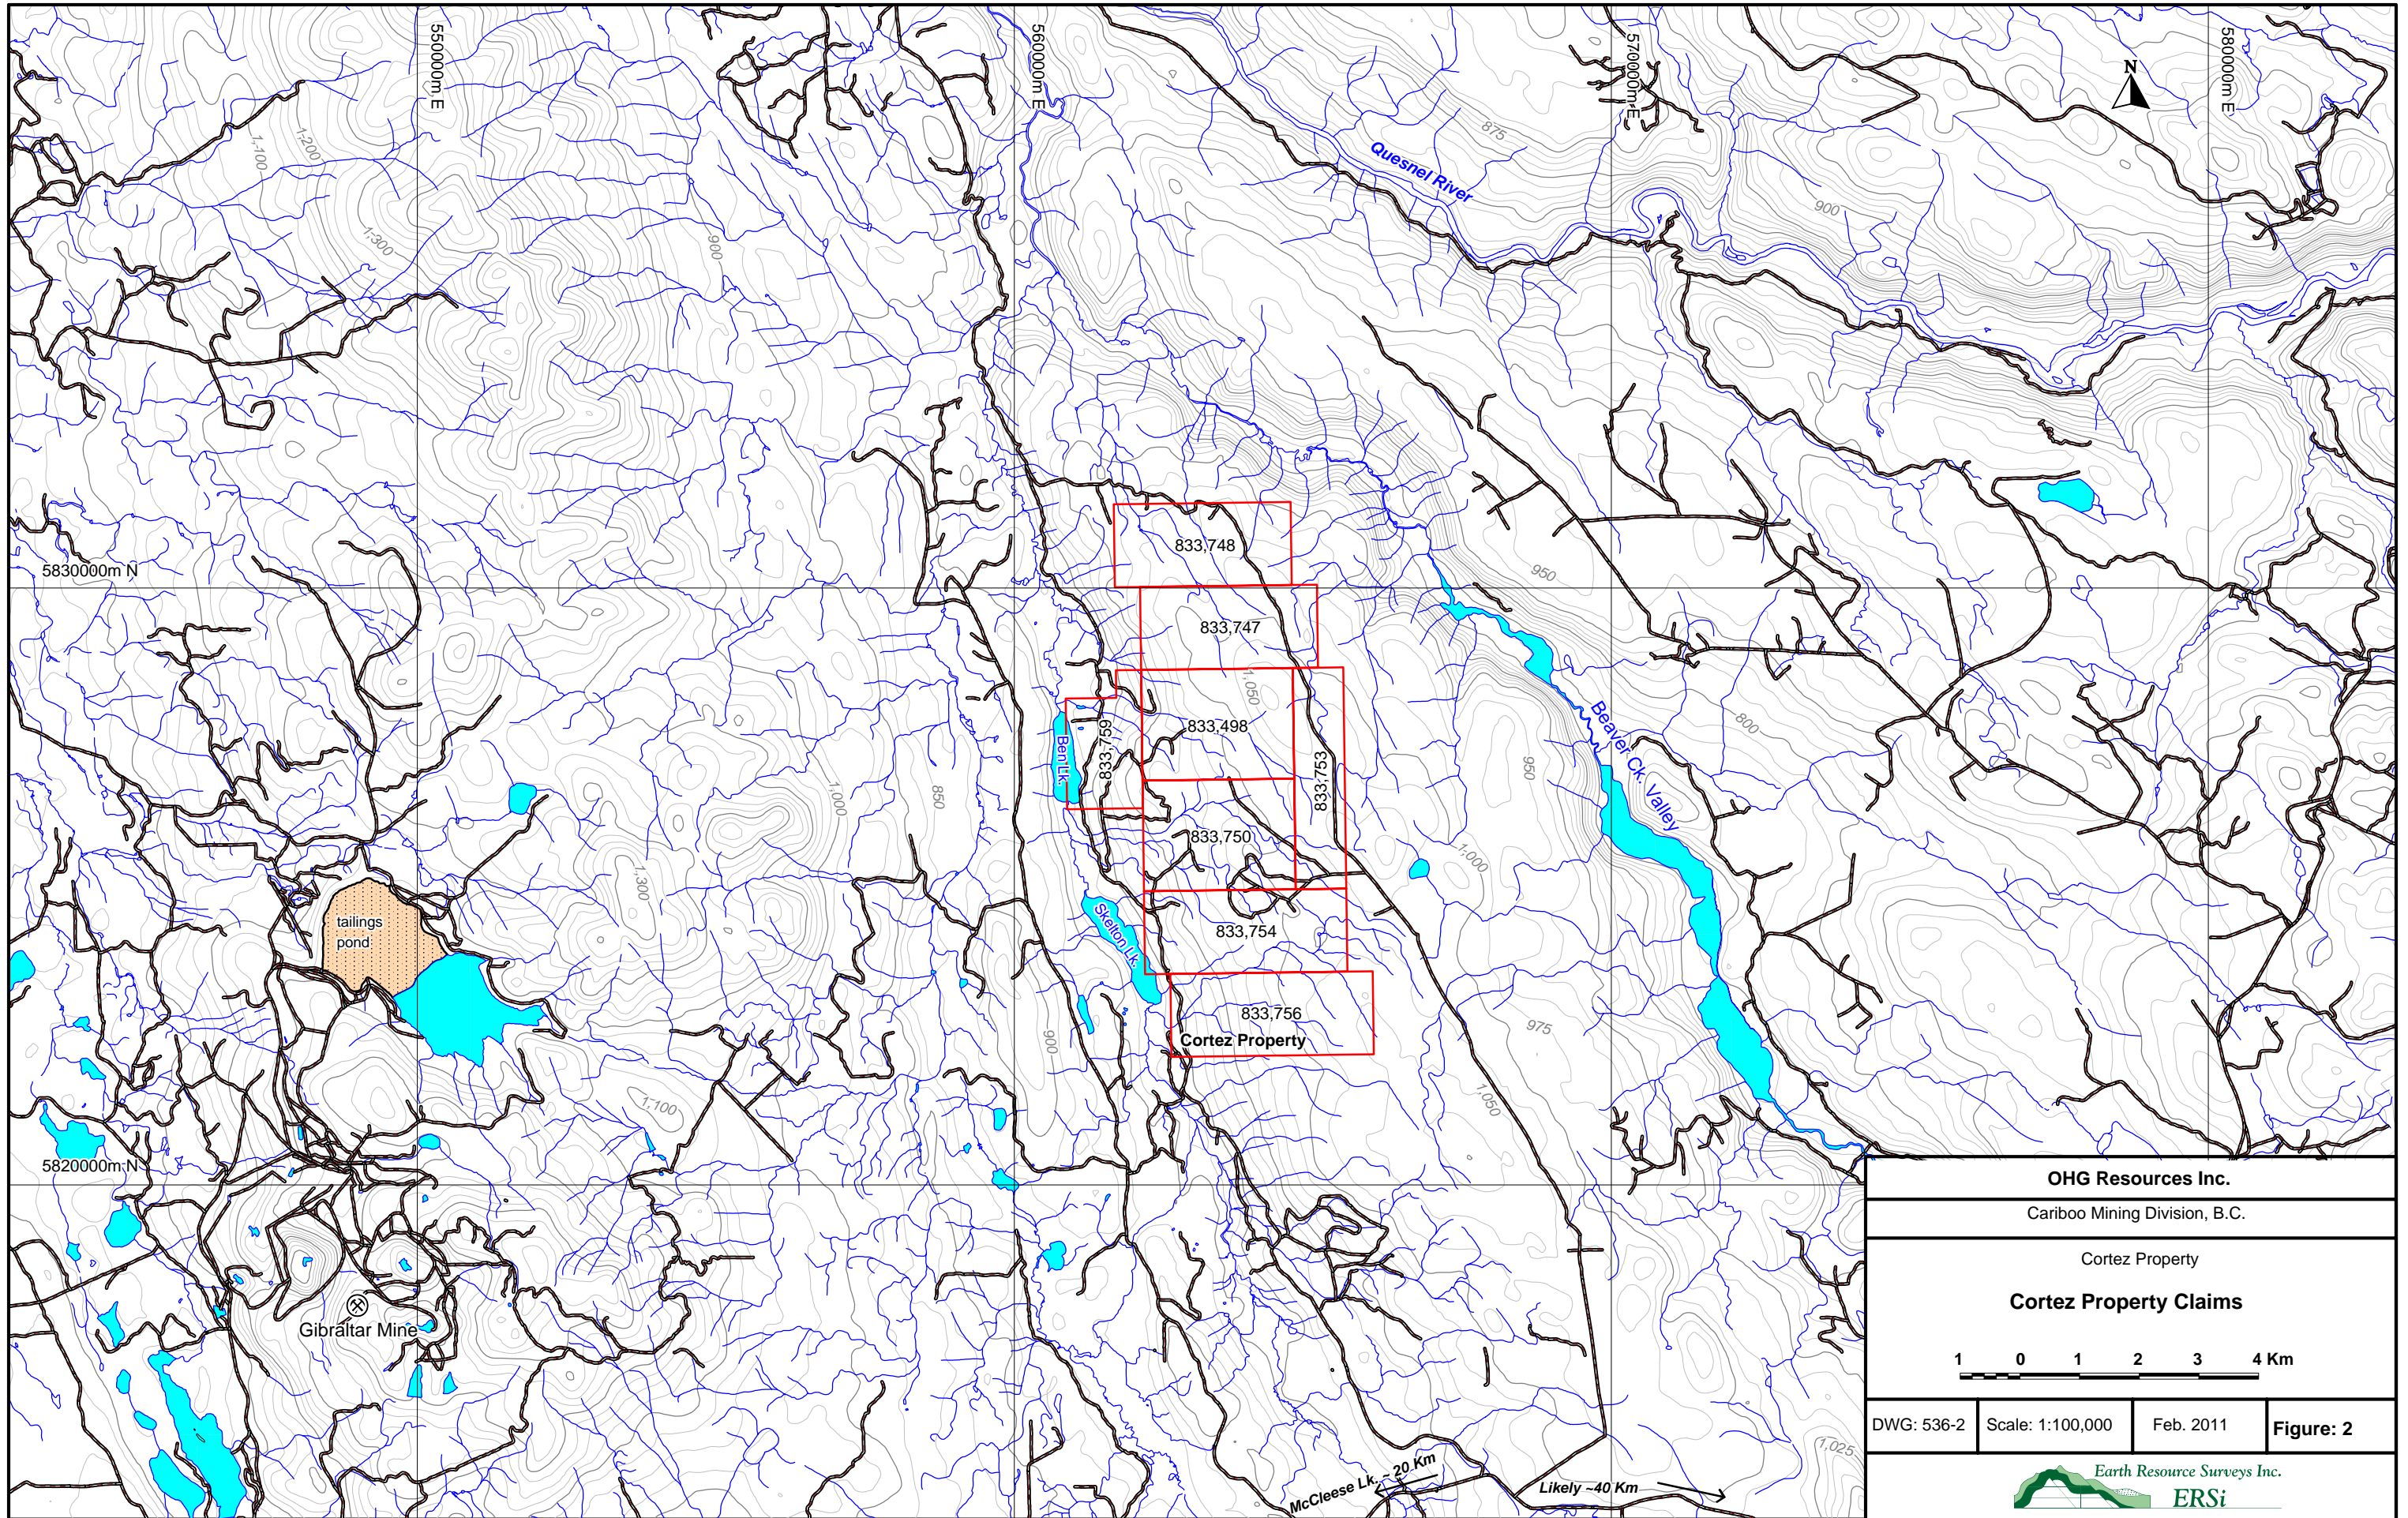 550000m E
560000m E
570000m E
580000m E
N
1,100
1,200
1,300
900
875
Quesnel River
900
5830000m N
833,748
950
833,747
1,050
833,498
833,759
Ben Lk.
833,753
950
Beaver Ck. Valley
800
1,000
850
833,750
1,000
1,300
tailings
pond
Skelton Lk.
833,754
833,756
Cortez Property
900
975
1,050
1,100
5820000m N
Gibraltar Mine
McCleese Lk. ~ 20 Km
Likely ~40 Km
1,025
OHG Resources Inc.
Cariboo Mining Division, B.C.
Cortez Property
Cortez Property Claims
1 0 1 2 3 4 Km
DWG: 536-2
Scale: 1:100,000
Feb. 2011
Figure: 2
Earth Resource Surveys Inc.
ERSi